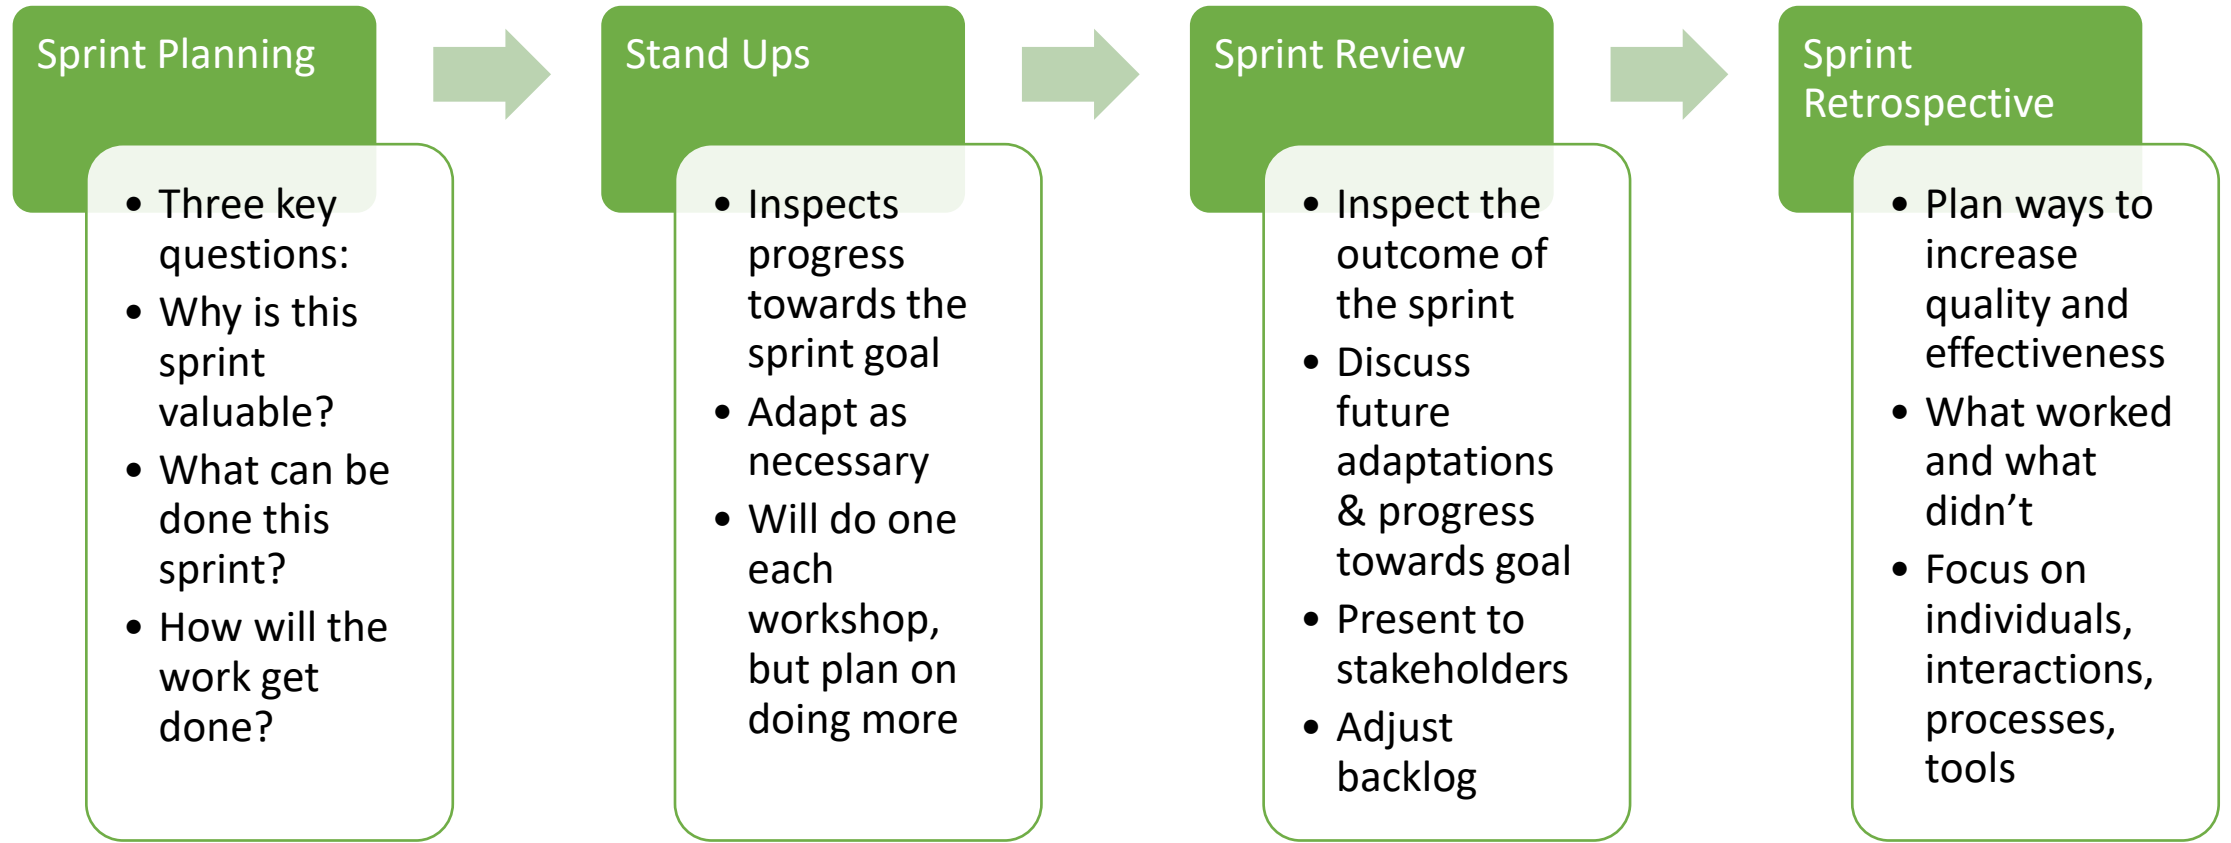 Sprint Planning
• Three key
questions:
• Why is this
sprint
valuable?
• What can be
done this
sprint?
• How will the
work get
done?
Stand Ups
• Inspects
progress
towards the
sprint goal
• Adapt as
necessary
• Will do one
each
workshop,
but plan on
doing more
Sprint Review
• Inspect the
outcome of
the sprint
• Discuss
future
adaptations
& progress
towards goal
• Present to
stakeholders
• Adjust
backlog
Sprint
Retrospective
• Plan ways to
increase
quality and
effectiveness
• What worked
and what
didn’t
• Focus on
individuals,
interactions,
processes,
tools